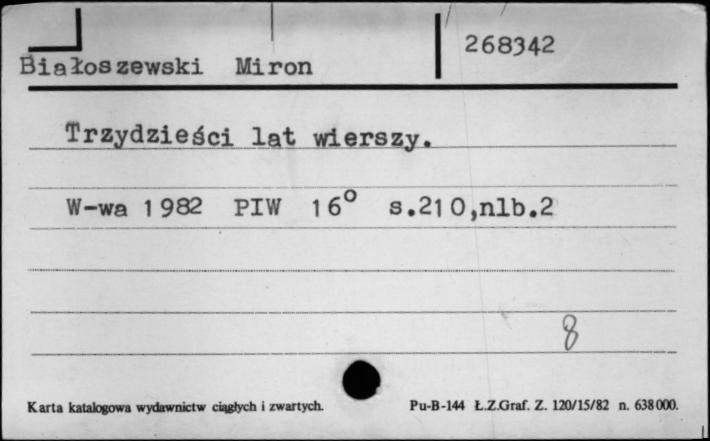 Białoszewski Miron 268342
Trzydzieści lat wierszy.
W-wa 1982 PIW 16° s.210,nlb.2
8
Karta katalogowa wydawnictw ciągłych i zwartych. Pu-B-144 Ł.Z.Graf. Z. 120/15/82 n. 638000.